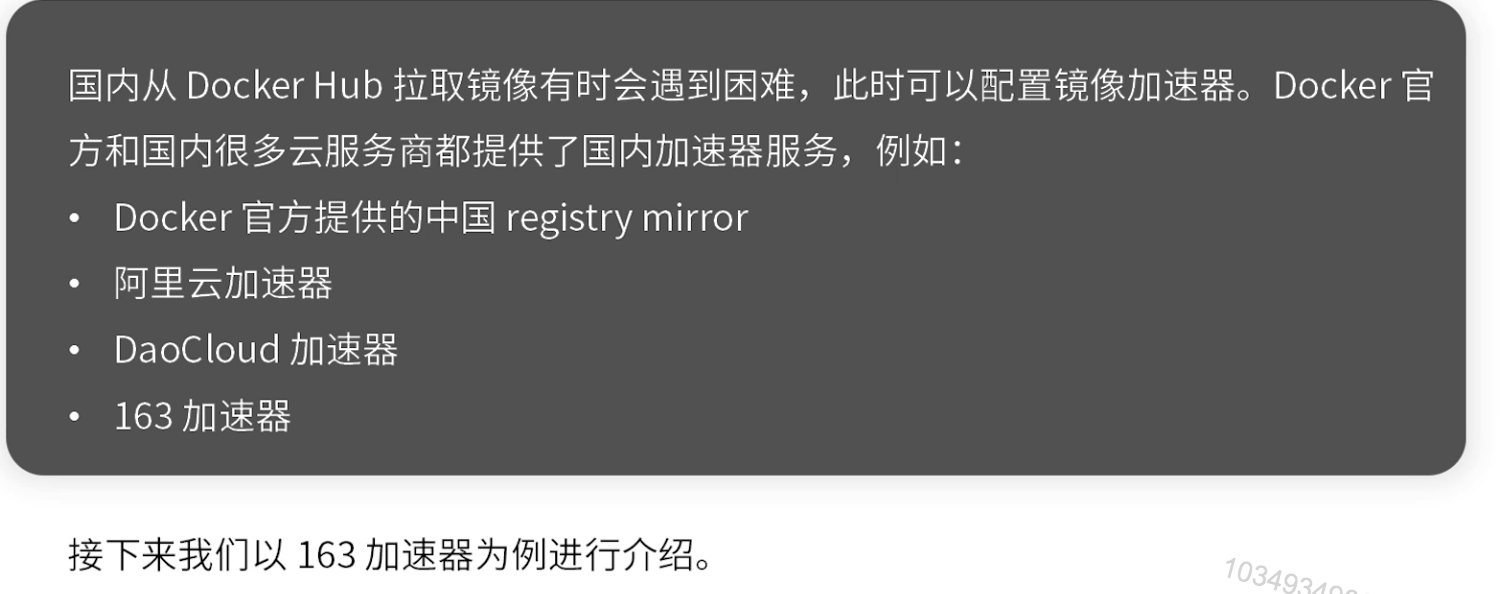 国内从 Docker Hub 拉取镜像有时会遇到困难，此时可以配置镜像加速器。Docker 官
方和国内很多云服务商都提供了国内加速器服务，例如：
• Docker 官方提供的中国 registry mirror
• 阿里云加速器
• DaoCloud 加速器
• 163 加速器
接下来我们以 163 加速器为例进行介绍。